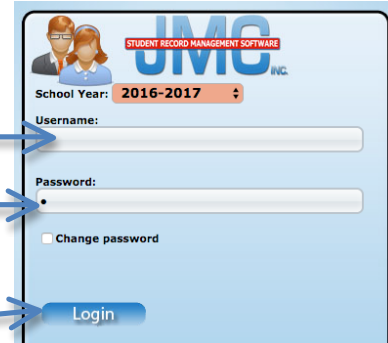 STUDENT RECORD MANAGEMENT SOFTWARE
JMC INC.
School Year: 2016-2017
Username:
Password:
•
Change password
Login